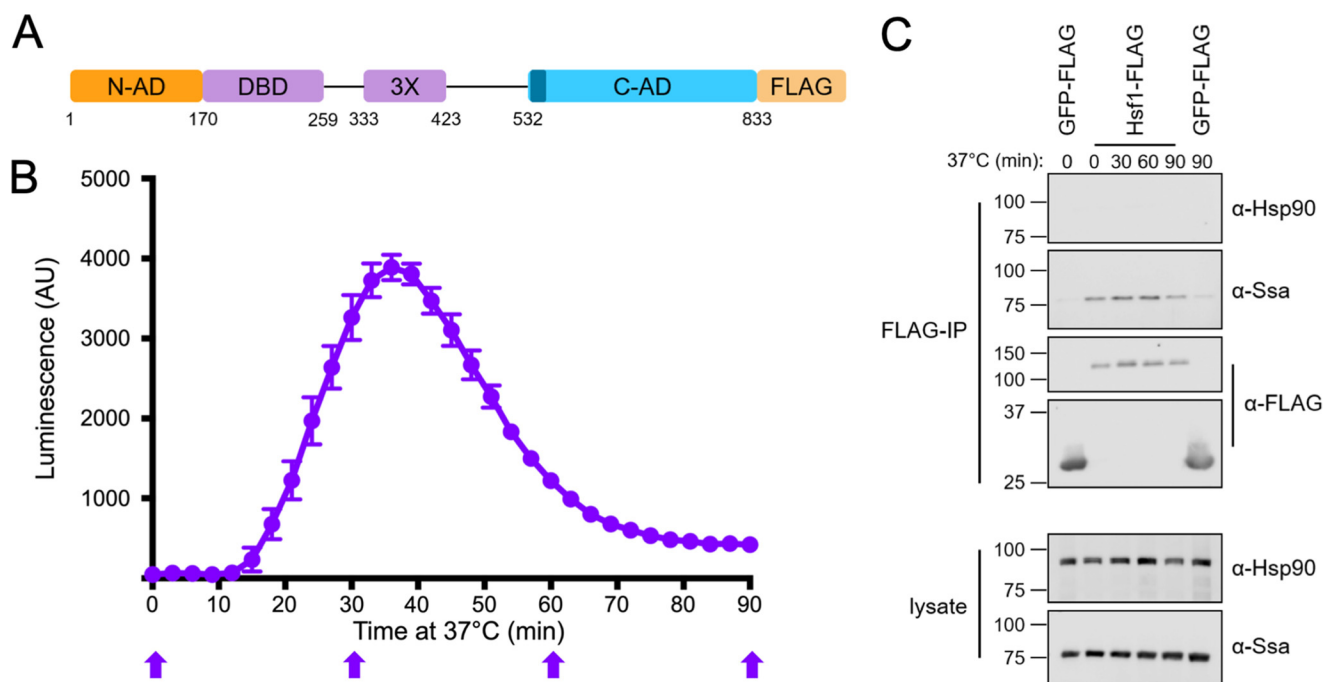 A
N-AD DBD 3X C-AD FLAG
1 170 259 333 423 532 833
B
Luminescence (AU)
5000
4000
3000
2000
1000
0 10 20 30 40 50 60 70 80 90
Time at 37°C (min)
C
GFP-FLAG
Hsf1-FLAG
GFP-FLAG
37°C (min): 0 0 30 60 90 90
FLAG-IP
100
75
α-Hsp90
100
75
α-Ssa
150
100
37
25
α-FLAG
lysate
100
75
α-Hsp90
100
75
α-Ssa